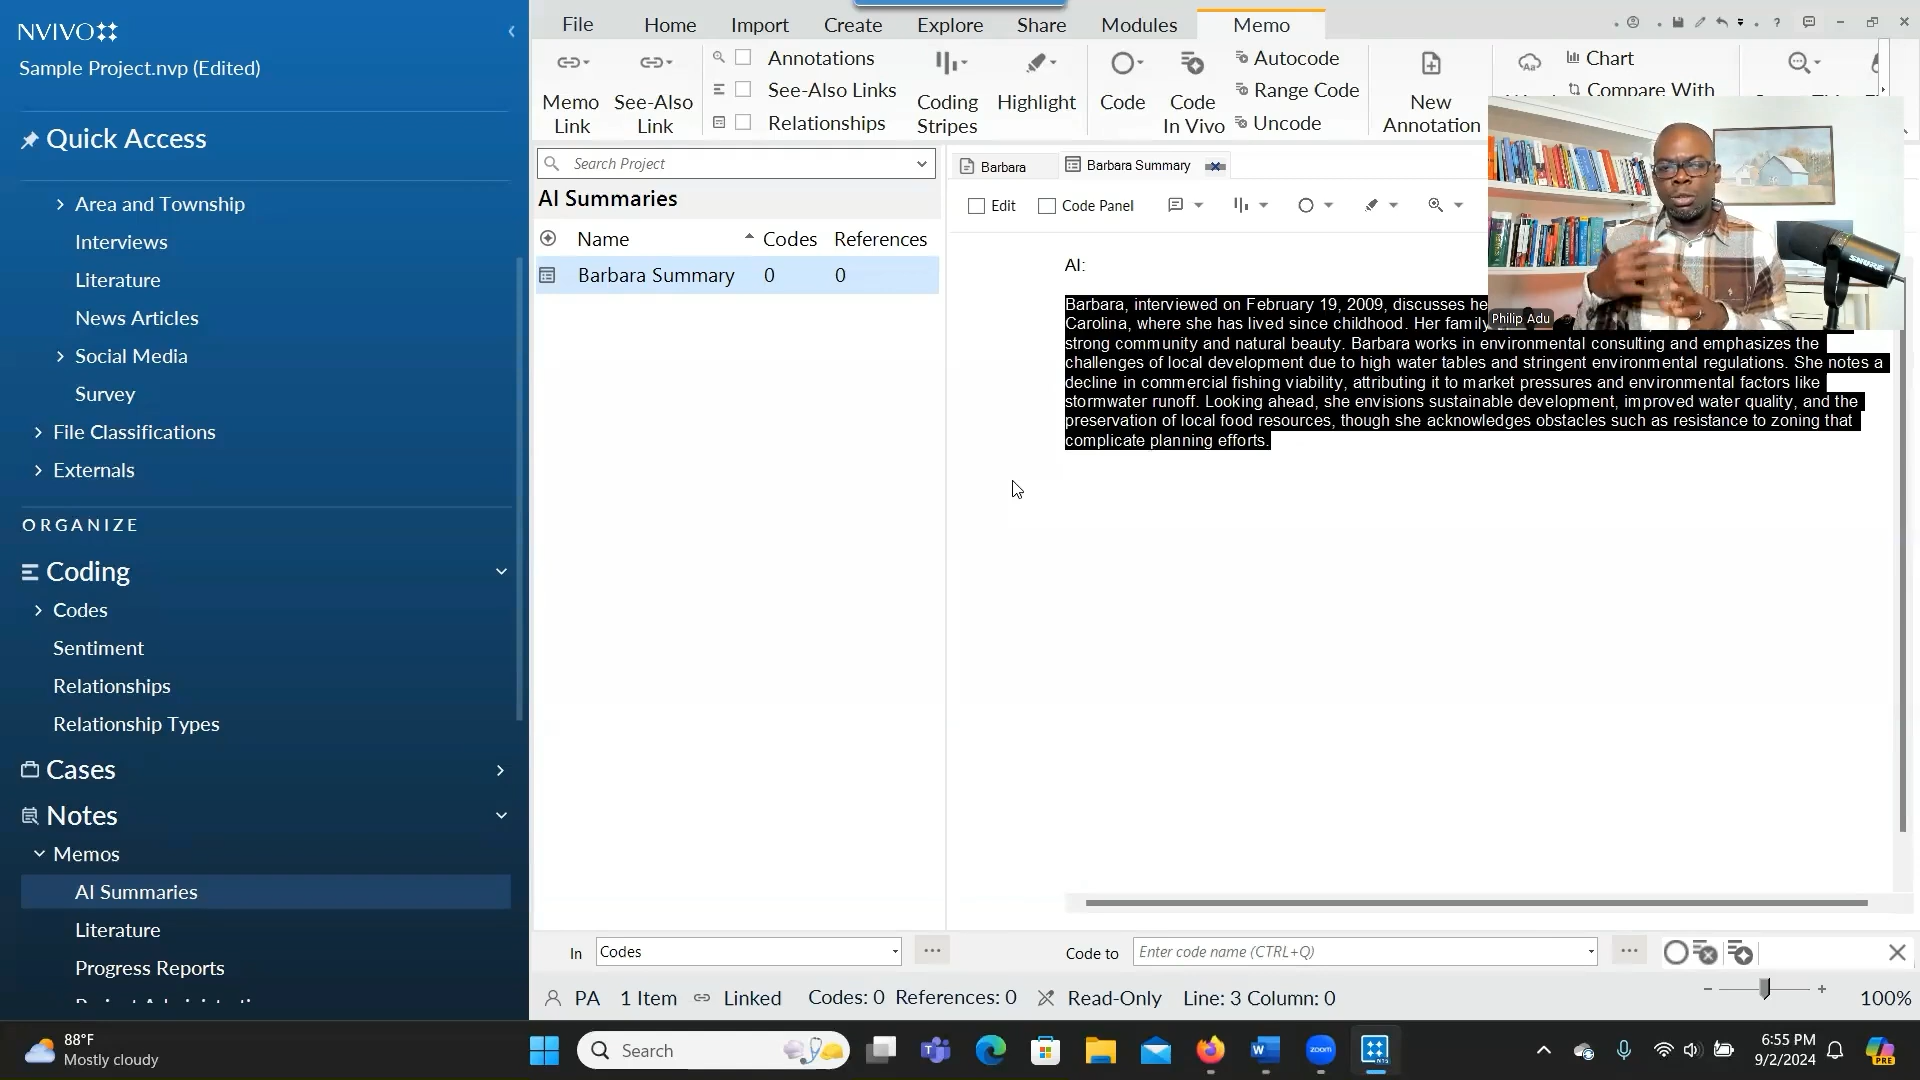 NVIVO
Sample Project.nvp (Edited)
Quick Access
Area and Township
Interviews
Literature
News Articles
Social Media
Survey
File Classifications
Externals
ORGANIZE
Coding
Codes
Sentiment
Relationships
Relationship Types
Cases
Notes
Memos
AI Summaries
Literature
Progress Reports
File Home Import Create Explore Share Modules Memo
Memo Link
See-Also Link
Annotations
See-Also Links
Relationships
Coding Stripes
Highlight
Code
Code In Vivo
Autocode
Range Code
Uncode
New Annotation
Chart
Compare With
Search Project
AI Summaries
Name Codes References
Barbara Summary 0 0
Barbara Barbara Summary
Edit Code Panel
AI:
Barbara, interviewed on February 19, 2009, discusses
Carolina, where she has lived since childhood. Her family
strong community and natural beauty. Barbara works in environmental consulting and emphasizes the
challenges of local development due to high water tables and stringent environmental regulations. She notes a
decline in commercial fishing viability, attributing it to market pressures and environmental factors like
stormwater runoff. Looking ahead, she envisions sustainable development, improved water quality, and the
preservation of local food resources, though she acknowledges obstacles such as resistance to zoning that
complicate planning efforts.
Philip Adu
SHURE
In Codes ... Code to Enter code name (CTRL+Q) ...
PA 1 Item Linked Codes: 0 References: 0 Read-Only Line: 3 Column: 0 100%
88°F
Mostly cloudy
Search
zoom
6:55 PM
9/2/2024
PRE